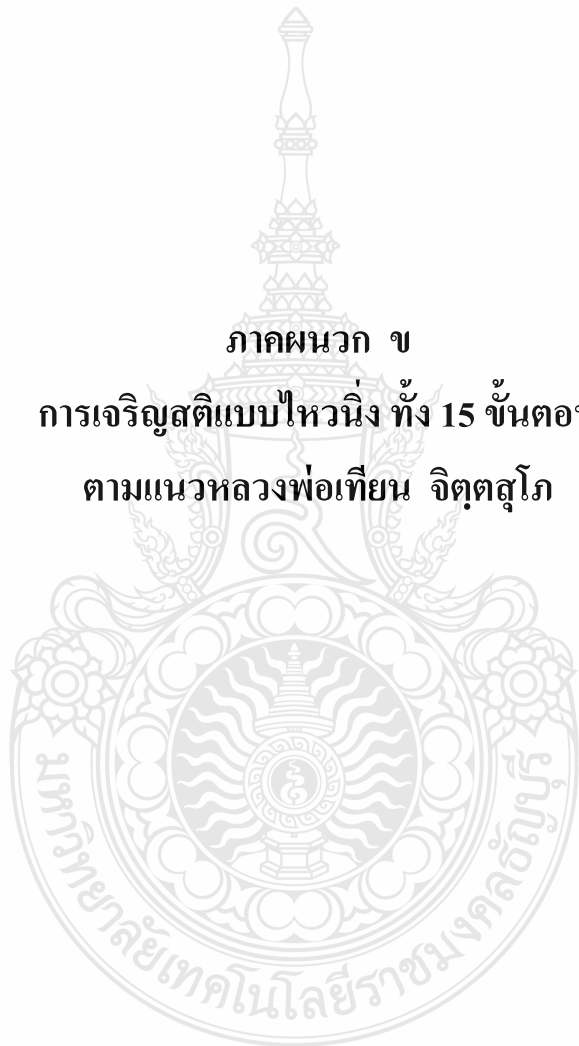 ภาคผนวก ข
การเจริญสติแบบไหวนิ่ง ทั้ง 15
ตามแนวหลวงพ่อเทียน จิตฺตสุโภ
มหาวิทยาลัยเทคโนโลยีราชมงคลธัญบุรี